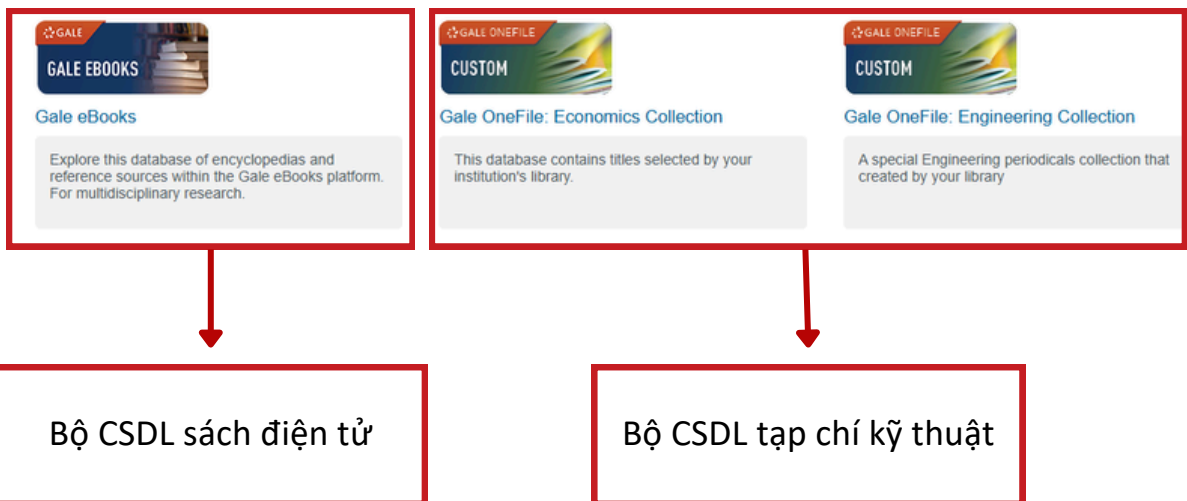 GALE
GALE EBOOKS
Gale eBooks
Explore this database of encyclopedias and
reference sources within the Gale eBooks platform.
For multidisciplinary research.
GALE ONEFILE
CUSTOM
Gale OneFile: Economics Collection
This database contains titles selected by your
institution's library.
GALE ONEFILE
CUSTOM
Gale OneFile: Engineering Collection
A special Engineering periodicals collection that
created by your library
Bộ CSDL sách điện tử
Bộ CSDL tạp chí kỹ thuật